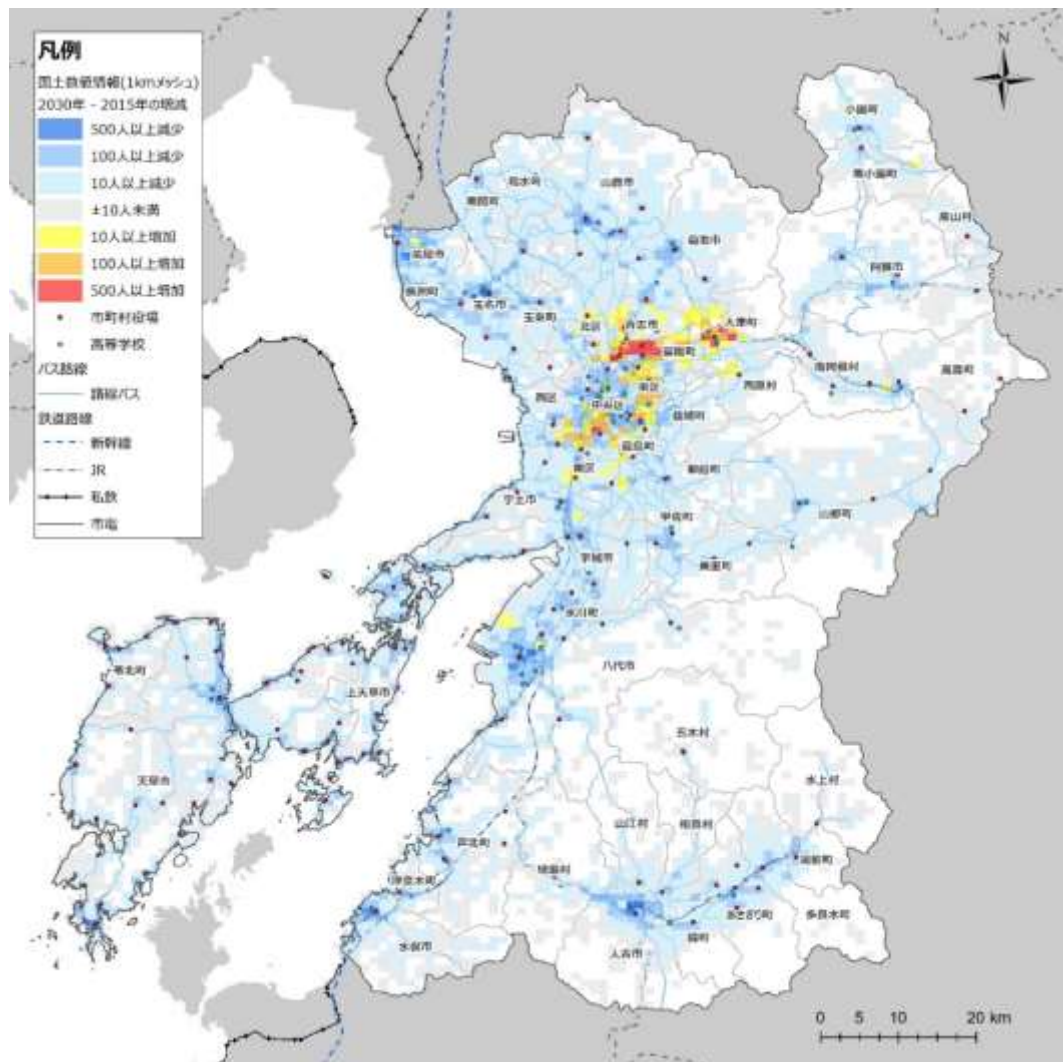 凡例
国土数値情報(1kmメッシュ)
2030年 - 2015年の増減
500人以上減少
100人以上減少
10人以上減少
±10人未満
10人以上増加
100人以上増加
500人以上増加
市町村役場
高等学校
バス路線
路線バス
鉄道路線
新幹線
JR
私鉄
市電
N
小国町
南小国町
産山村
阿蘇市
和水町
山鹿市
南関町
菊池市
荒尾市
長洲町
玉名市
玉東町
北区
合志市
大津町
菊陽町
南阿蘇村
高森町
西原村
西区
東区
中央区
益城町
嘉島町
南区
御船町
宇土市
甲佐町
山都町
宇城市
美里町
氷川町
八代市
苓北町
上天草市
天草市
五木村
水上村
山江村
相良村
芦北町
球磨村
湯前町
津奈木町
あさぎり町
多良木町
錦町
水俣市
人吉市
0 5 10 20 km